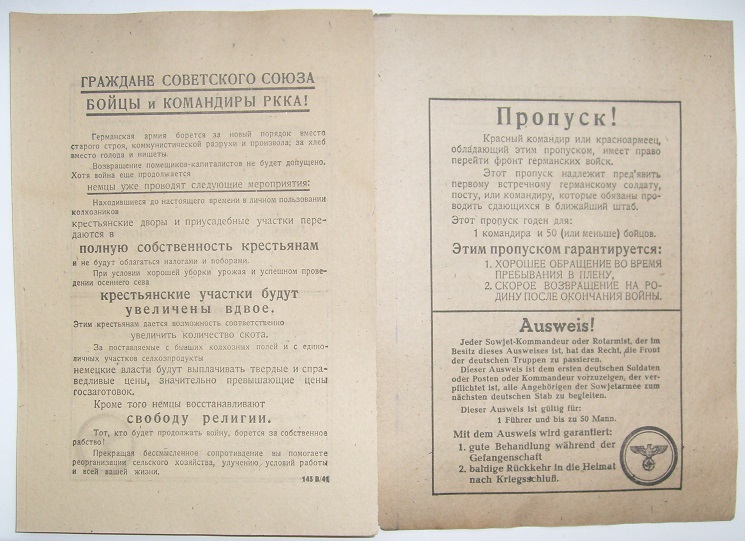 ГРАЖДАНЕ СОВЕТСКОГО СОЮЗА
БОЙЦЫ и КОМАНДИРЫ РККА!
Германская армия борется за новый порядок вместо
старого строя, коммунистической разрухи и произвола; за хлеб
вместо голода и нищеты.
Возвращение помещиков-капиталистов не будет допущено.
Хотя война еще продолжается
немцы уже проводят следующие мероприятия:
Находившиеся до настоящего времени в личном пользовании
колхозников
крестьянские дворы и приусадебные участки пере-
даются в
полную собственность крестьянам
и не будут облагаться налогами и поборами.
При условии хорошей уборки урожая и успешном прове-
дении осеннего сева
крестьянские участки будут
увеличены вдвое.
Этим крестьянам дается возможность соответственно
увеличить количество скота.
За поставляемые с бывших колхозных полей и с едино-
личных участков селхозпродукты
немецкие власти будут выплачивать твердые и спра-
ведливые цены, значительно превышающие цены
госзаготовок.
Кроме того немцы восстанавливают
свободу религии.
Тот, кто будет продолжать войну, борется за собственное
рабство!
Прекращая бессмысленное сопротивление вы помогаете
реорганизации сельского хозяйства, улучению условий работы
и всей вашей жизни.
Пропуск!
Красный командир или красноармеец,
обладающий этим пропуском, имеет право
перейти фронт германских войск.
Этот пропуск надлежит пред'явить
первому встречному германскому солдату,
посту, или командиру, которые обязаны про-
водить сдающихся в ближайший штаб.
Этот пропуск годен для:
1 командира и 50 (или меньше) бойцов.
Этим пропуском гарантируется:
1. ХОРОШЕЕ ОБРАЩЕНИЕ ВО ВРЕМЯ
ПРЕБЫВАНИЯ В ПЛЕНУ,
2. СКОРОЕ ВОЗВРАЩЕНИЕ НА РО-
ДИНУ ПОСЛЕ ОКОНЧАНИЯ ВОЙНЫ.
Ausweis!
Jeder Sowjet-Kommandeur oder Rotarmist, der im
Besitz dieses Ausweises ist, hat das Recht, die Front
der deutschen Truppen zu passieren.
Dieser Ausweis ist dem ersten deutschen Soldaten
oder Posten oder Kommandeur vorzuzeigen, der ver-
pflichtet ist, alle Angehörigen der Sowjetarmee zum
nächsten deutschen Stab zu begleiten.
Dieser Ausweis ist gültig für:
1 Führer und bis zu 50 Mann.
Mit dem Ausweis wird garantiert:
1. gute Behandlung während der
Gefangenschaft
2. baldige Rückkehr in die Heimat
nach Kriegsschluß.